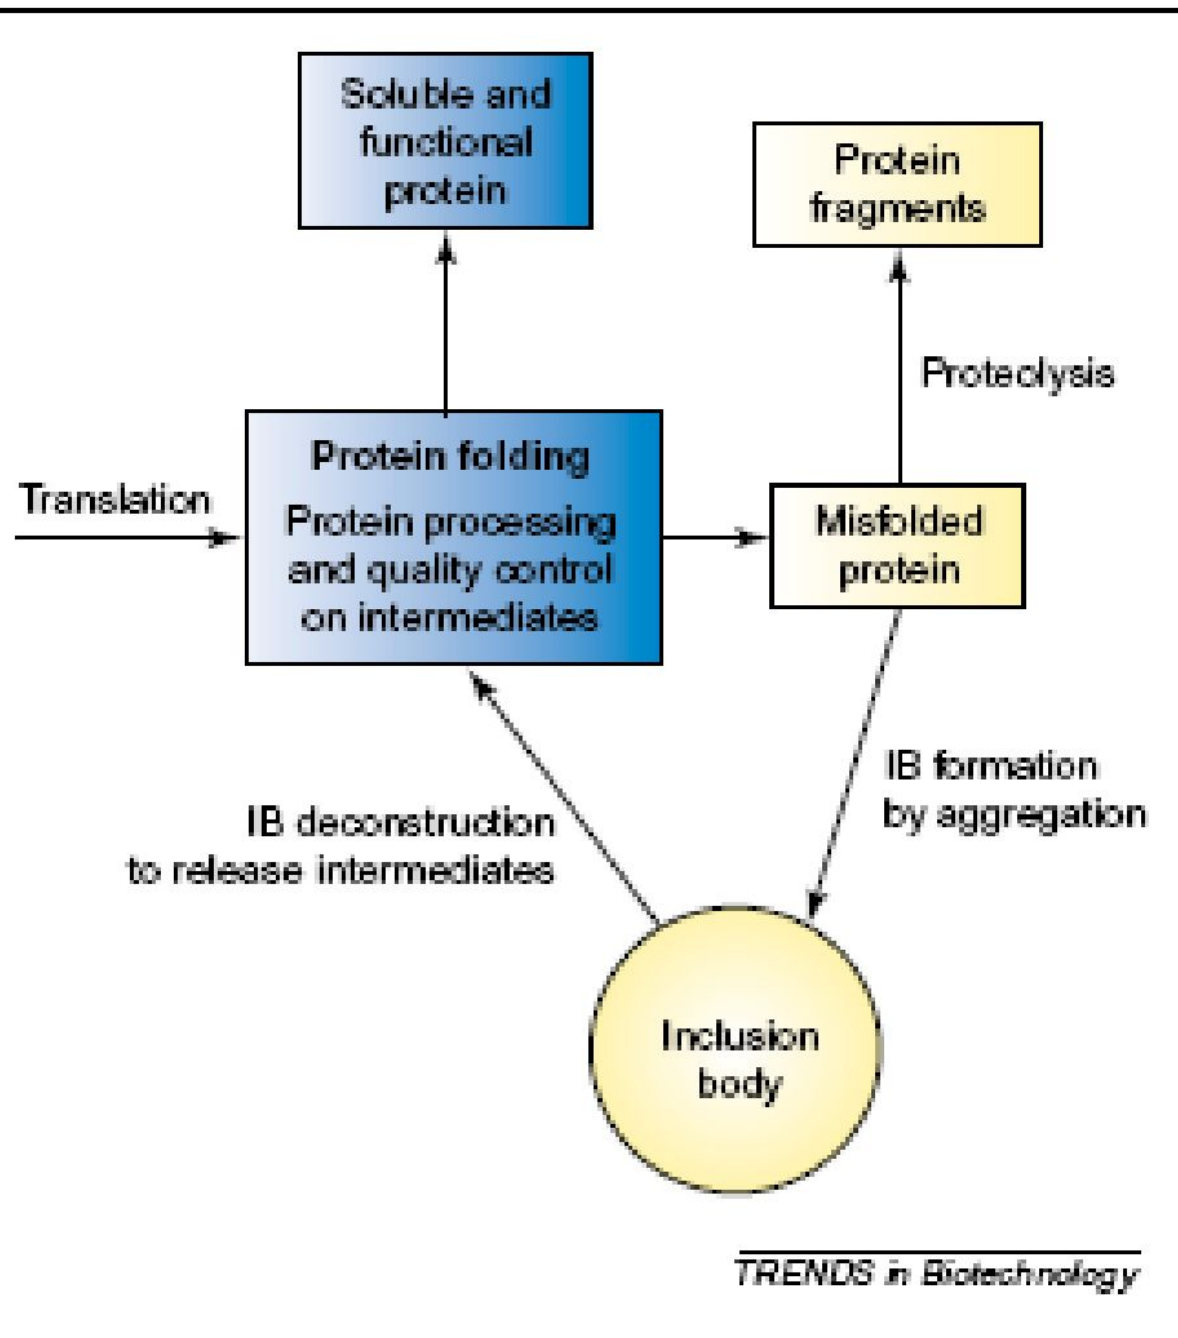 Soluble and
functional
protein
Protein
fragments
Proteolysis
Translation
Protein folding
Protein processing
and quality control
on intermediates
Misfolded
protein
IB formation
by aggregation
IB deconstruction
to release intermediates
Inclusion
body
TRENDS in Biotechnology